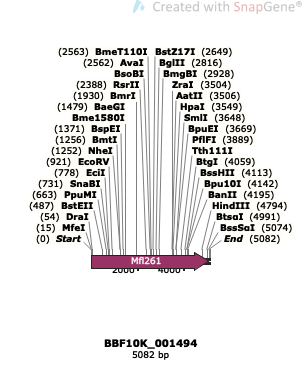 Created with SnapGene®
(2563) BmeT110I BstZ17I (2649)
(2562) AvaI BglII (2816)
BsoBI BmgBI (2928)
(2388) RsrII ZraI (3504)
(1930) BmrI AatII (3506)
(1479) BaeGI HpaI (3549)
Bme1580I SmlI (3648)
(1371) BspEI BpuEI (3669)
(1256) BmtI PflFI (3889)
(1252) NheI Tth111I
(921) EcoRV BtgI (4059)
(778) EciI BssHII (4113)
(731) SnaBI Bpu10I (4142)
(663) PpuMI BanII (4195)
(487) BstEII HindIII (4794)
(54) DraI BtsαI (4991)
(15) MfeI BssSαI (5074)
(0) Start End (5082)
Mfl261
2000 4000
BBF10K_001494
5082 bp